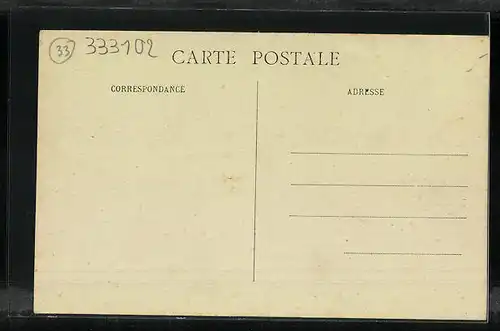 33 333102
CARTE POSTALE
CORRESPONDANCE
ADRESSE